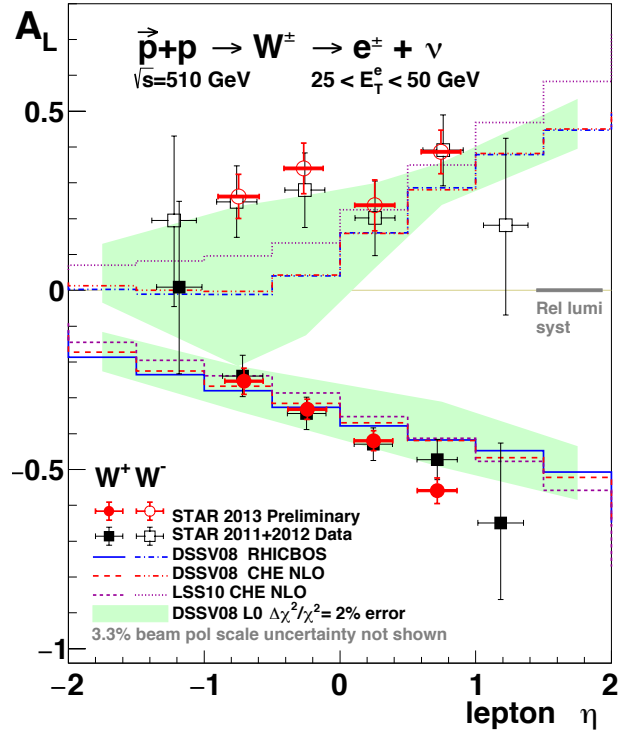 A_L
p+p → W± → e± + ν
√s=510 GeV 25 < E_T^e < 50 GeV
0.5
0
Rel lumi
syst
−0.5
W+ W-
STAR 2013 Preliminary
STAR 2011+2012 Data
DSSV08 RHICBOS
DSSV08 CHE NLO
LSS10 CHE NLO
DSSV08 L0 Δχ²/χ²= 2% error
3.3% beam pol scale uncertainty not shown
−1
−2 −1 0 1 2
lepton η